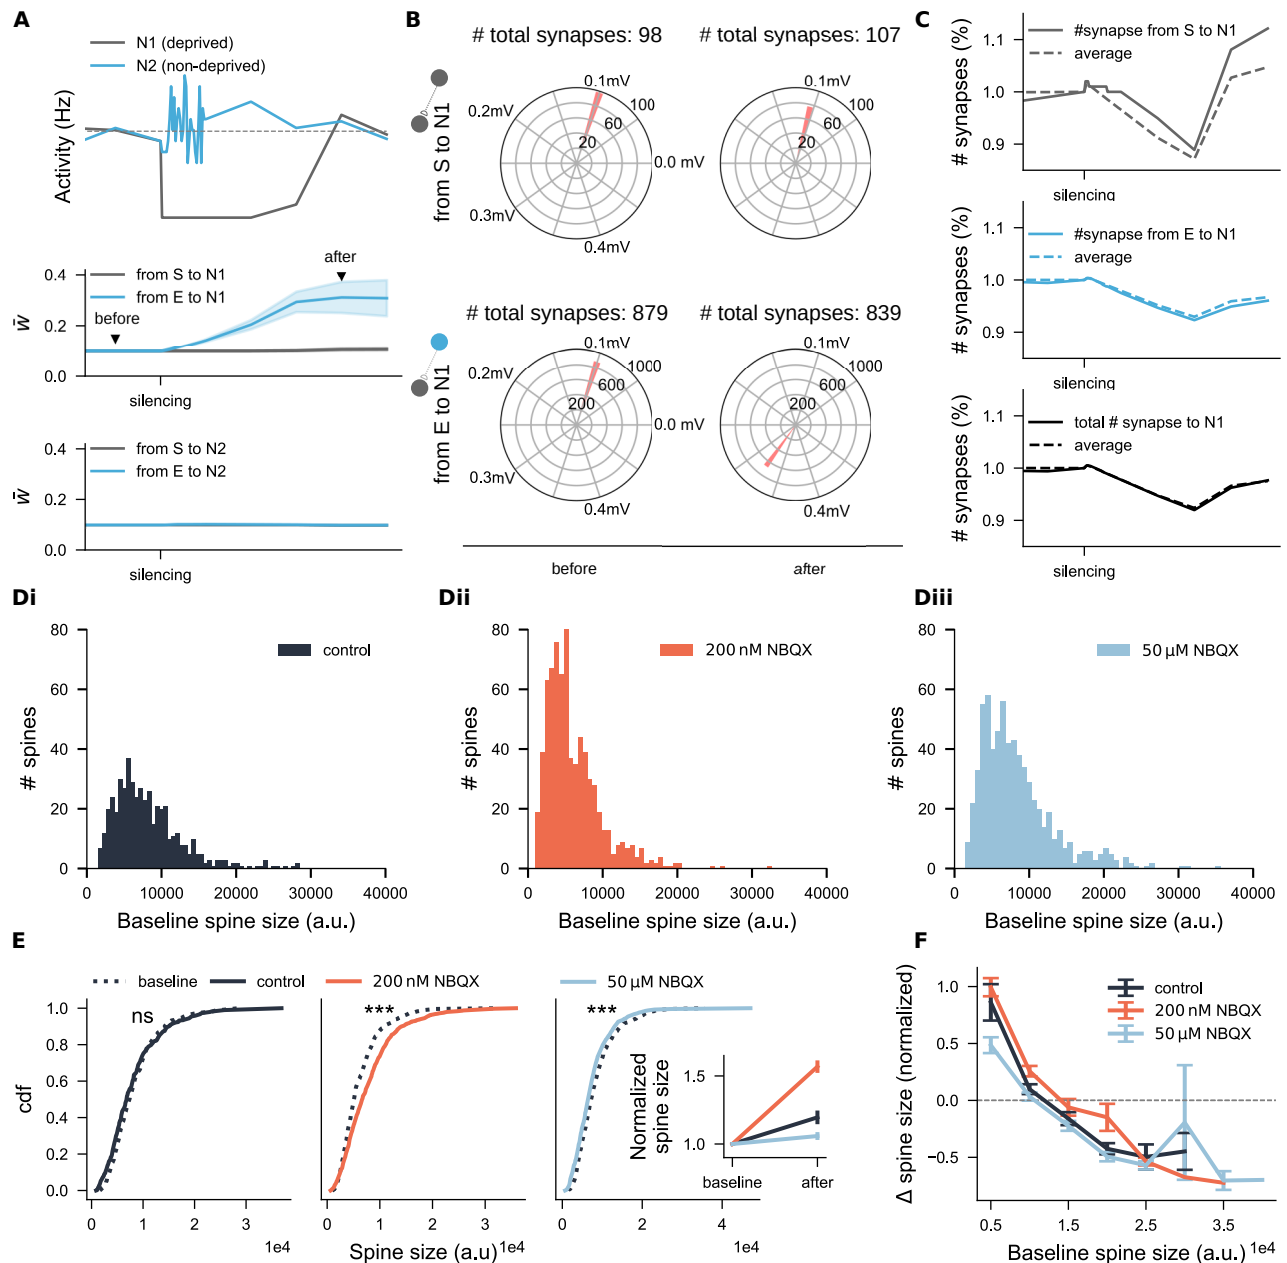 A
N1 (deprived)
N2 (non-deprived)
Activity (Hz)
0.4
0.2
0.0
w̄
from S to N1
from E to N1
before
after
silencing
0.4
0.2
0.0
w̄
from S to N2
from E to N2
silencing
B
# total synapses: 98
# total synapses: 107
from S to N1
0.1mV
0.2mV
0.3mV
0.4mV
0.0 mV
100
60
20
0.1mV
100
60
20
# total synapses: 879
# total synapses: 839
from E to N1
0.1mV
0.2mV
0.3mV
0.4mV
0.0 mV
1000
600
200
0.1mV
0.4mV
1000
600
200
before
after
C
# synapses (%)
1.1
1.0
0.9
#synapse from S to N1
average
silencing
# synapses (%)
1.1
1.0
0.9
#synapse from E to N1
average
silencing
# synapses (%)
1.1
1.0
0.9
total # synapse to N1
average
silencing
Di
80
60
40
20
0
# spines
control
0 10000 20000 30000 40000
Baseline spine size (a.u.)
Dii
80
60
40
20
0
# spines
200 nM NBQX
0 10000 20000 30000 40000
Baseline spine size (a.u.)
Diii
80
60
40
20
0
# spines
50 µM NBQX
0 10000 20000 30000 40000
Baseline spine size (a.u.)
E
baseline
control
200 nM NBQX
50 µM NBQX
cdf
1.0
0.8
0.6
0.4
0.2
0.0
ns
***
***
0 1 2 3
1e4
0 1 2 3
1e4
0 2 4
1e4
Spine size (a.u)
Normalized
spine size
1.5
1.0
baseline after
F
Δ spine size (normalized)
1.0
0.5
0.0
−0.5
control
200 nM NBQX
50 µM NBQX
0.5 1.5 2.5 3.5
1e4
Baseline spine size (a.u.)